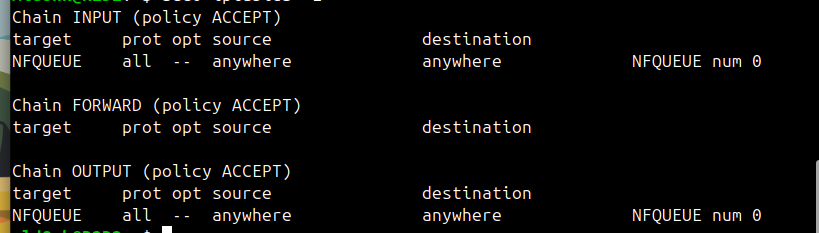 Chain INPUT (policy ACCEPT)
target     prot opt source               destination
NFQUEUE    all  --  anywhere             anywhere             NFQUEUE num 0
Chain FORWARD (policy ACCEPT)
target     prot opt source               destination
Chain OUTPUT (policy ACCEPT)
target     prot opt source               destination
NFQUEUE    all  --  anywhere             anywhere             NFQUEUE num 0